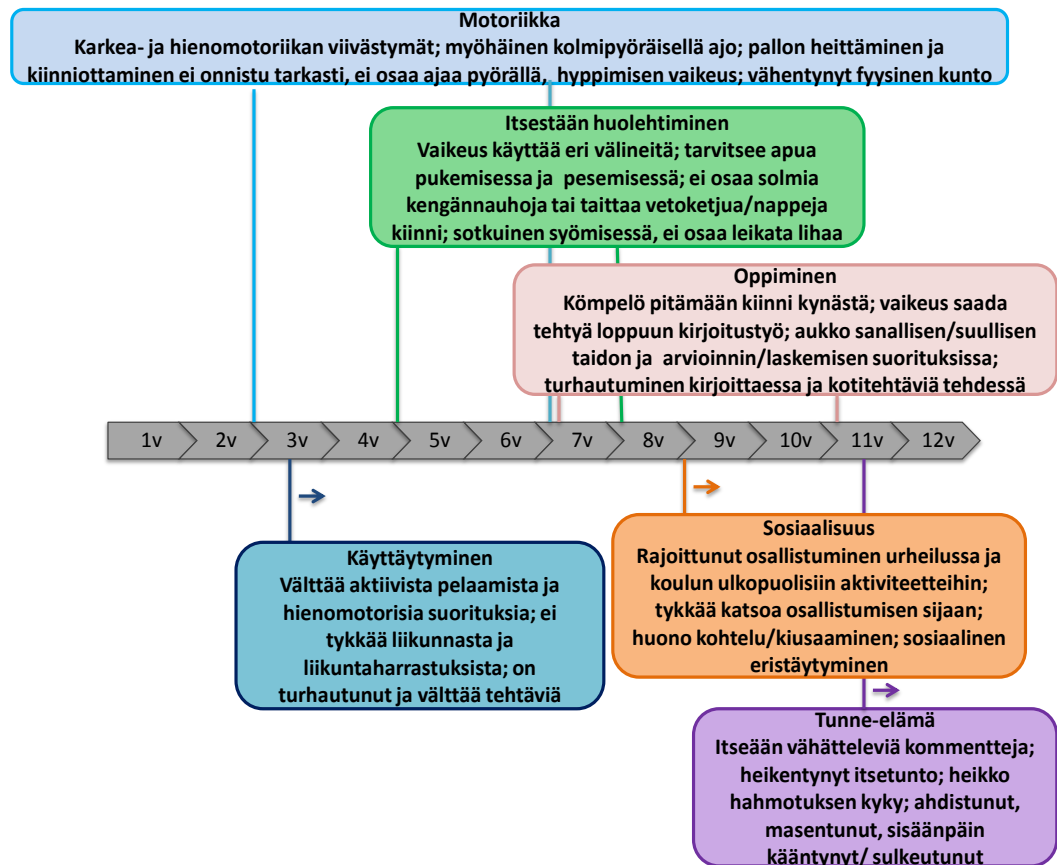 Motoriikka
Karkea- ja hienomotoriikan viivästymät; myöhäinen kolmipyöräisellä ajo; pallon heittäminen ja
kiinniottaminen ei onnistu tarkasti, ei osaa ajaa pyörällä, hyppimisen vaikeus; vähentynyt fyysinen kunto
Itsestään huolehtiminen
Vaikeus käyttää eri välineitä; tarvitsee apua
pukemisessa ja pesemisessä; ei osaa solmia
kengännauhoja tai taittaa vetoketjua/nappeja
kiinni; sotkuinen syömisessä, ei osaa leikata lihaa
Oppiminen
Kömpelö pitämään kiinni kynästä; vaikeus saada
tehtyä loppuun kirjoitustyö; aukko sanallisen/suullisen
taidon ja arvioinnin/laskemisen suorituksissa;
turhautuminen kirjoittaessa ja kotitehtäviä tehdessä
1v 2v 3v 4v 5v 6v 7v 8v 9v 10v 11v 12v
Käyttäytyminen
Välttää aktiivista pelaamista ja
hienomotorisia suorituksia; ei
tykkää liikunnasta ja
liikuntaharrastuksista; on
turhautunut ja välttää tehtäviä
Sosiaalisuus
Rajoittunut osallistuminen urheilussa ja
koulun ulkopuolisiin aktiviteetteihin;
tykkää katsoa osallistumisen sijaan;
huono kohtelu/kiusaaminen; sosiaalinen
eristäytyminen
Tunne-elämä
Itseään vähätteleviä kommentteja;
heikentynyt itsetunto; heikko
hahmotuksen kyky; ahdistunut,
masentunut, sisäänpäin
kääntynyt/ sulkeutunut